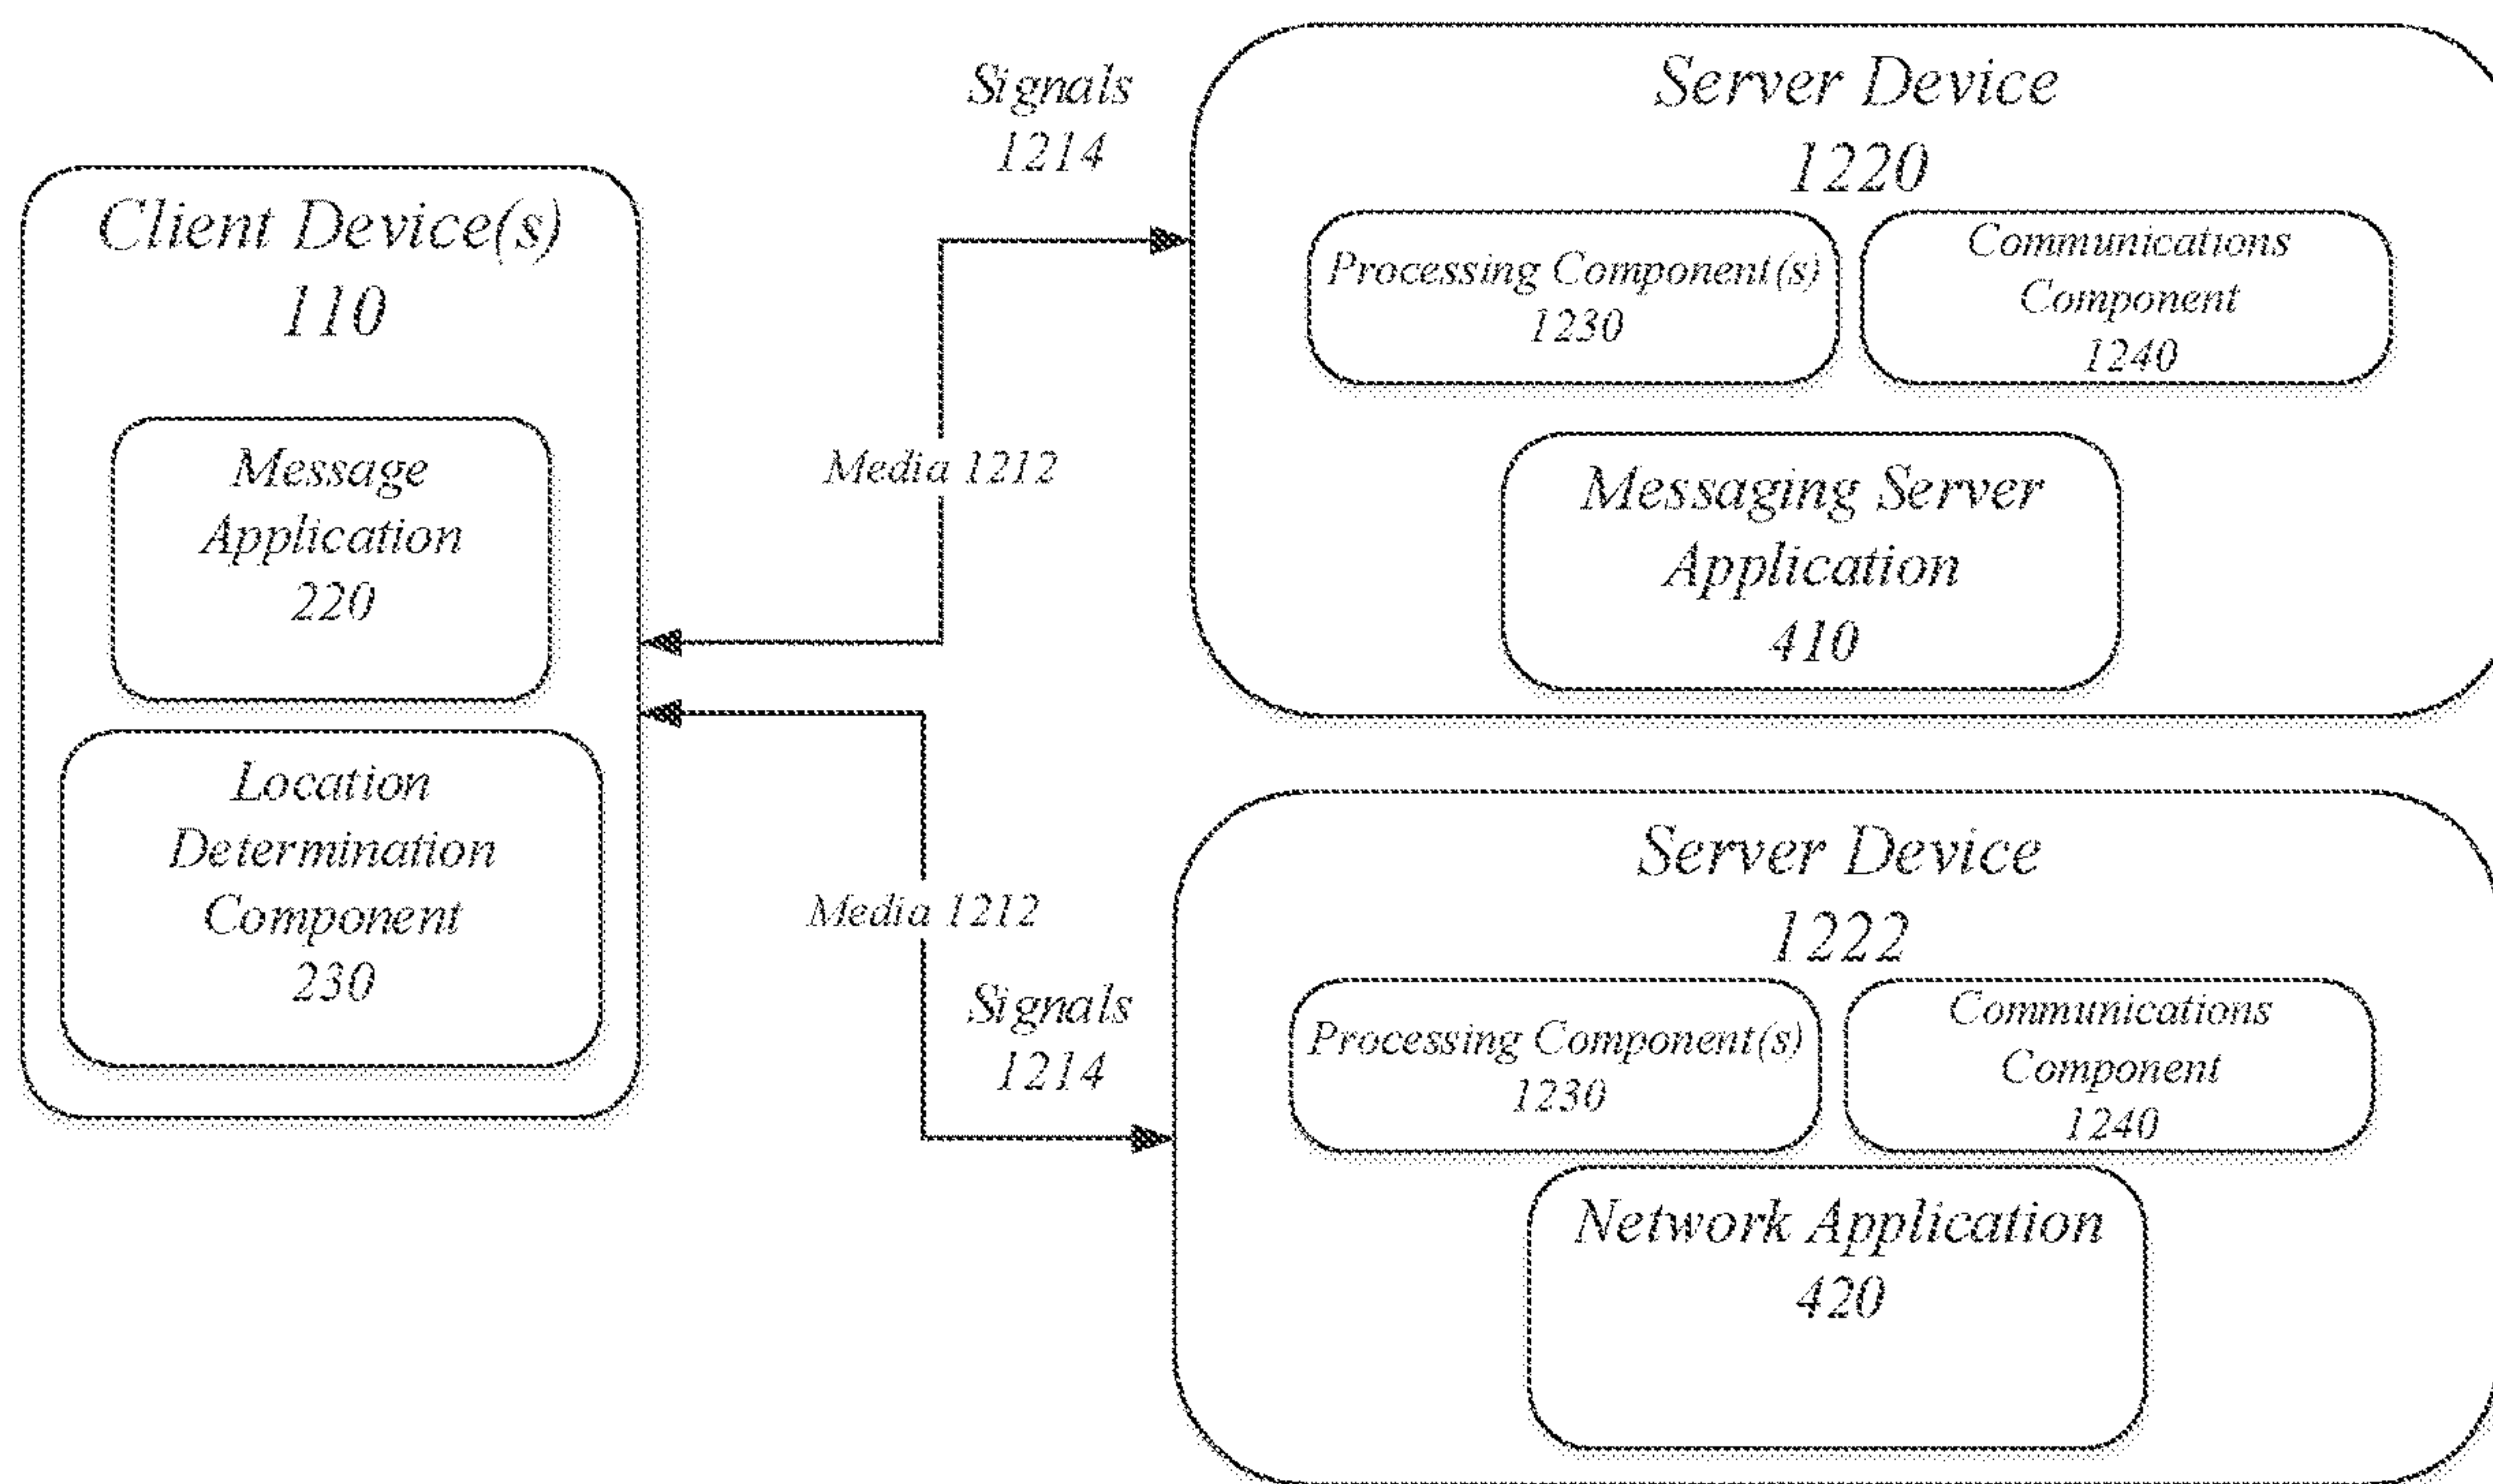 Client Device(s)
110
Message
Application
220
Location
Determination
Component
230
Signals
1214
Media 1212
Media 1212
Signals
1214
Server Device
1220
Processing Component(s)
1230
Communications
Component
1240
Messaging Server
Application
410
Server Device
1222
Processing Component(s)
1230
Communications
Component
1240
Network Application
420